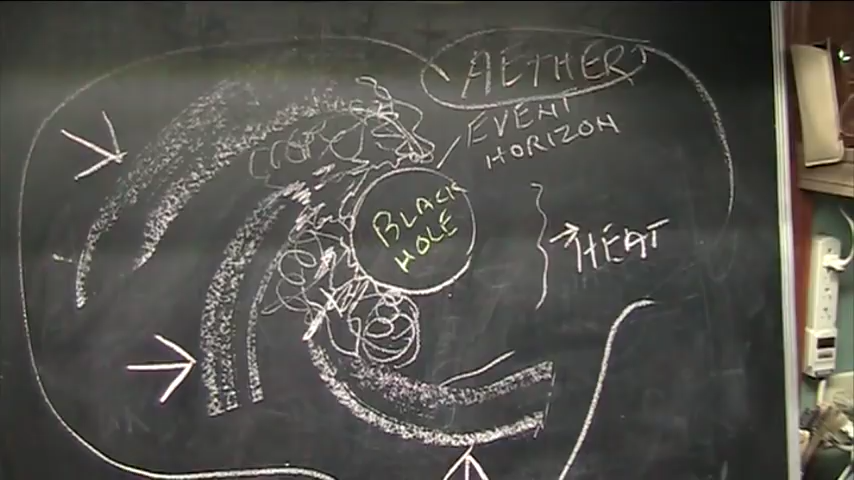 AETHER
EVENT
HORIZON
BLACK
HOLE
HEAT